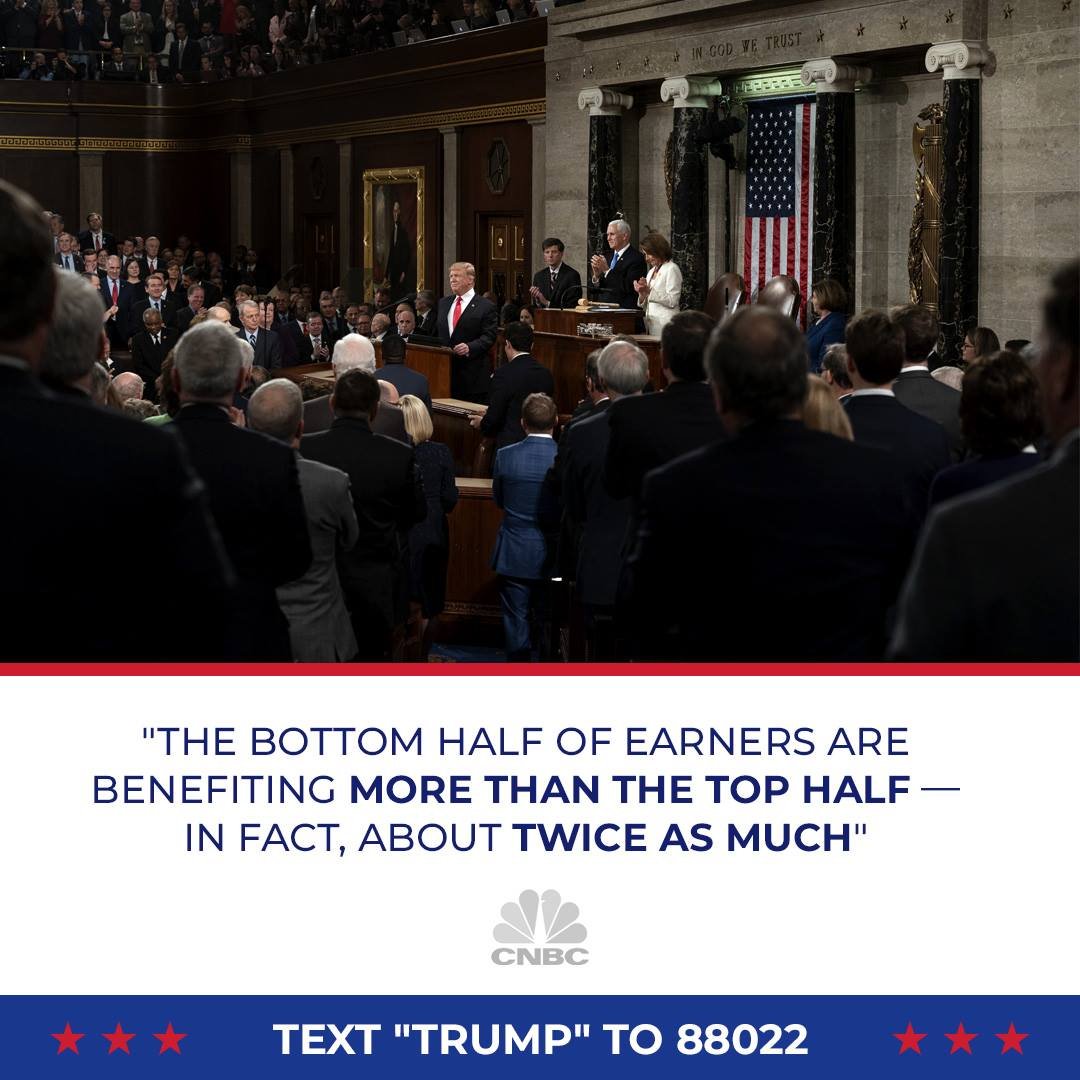 IN GOD WE TRUST
"THE BOTTOM HALF OF EARNERS ARE
BENEFITING MORE THAN THE TOP HALF —
IN FACT, ABOUT TWICE AS MUCH"
CNBC
TEXT "TRUMP" TO 88022